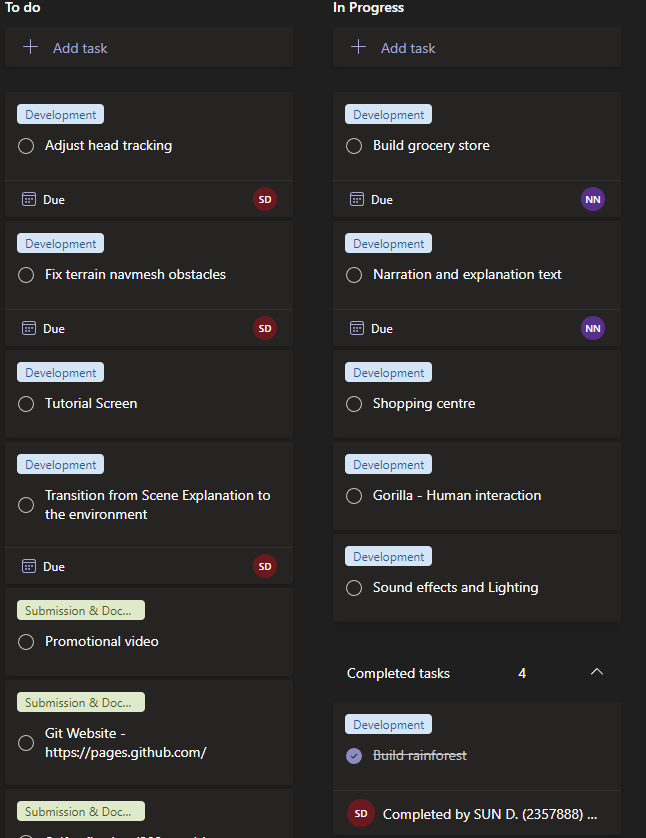 To do
Add task
Development
Adjust head tracking
Due
SD
Development
Fix terrain navmesh obstacles
Due
SD
Development
Tutorial Screen
Development
Transition from Scene Explanation to
the environment
Due
SD
Submission & Doc...
Promotional video
Submission & Doc...
Git Website -
https://pages.github.com/
Submission & Doc...
In Progress
Add task
Development
Build grocery store
Due
NN
Development
Narration and explanation text
Due
NN
Development
Shopping centre
Development
Gorilla - Human interaction
Development
Sound effects and Lighting
Completed tasks 4
Development
Build rainforest
SD
Completed by SUN D. (2357888) ...